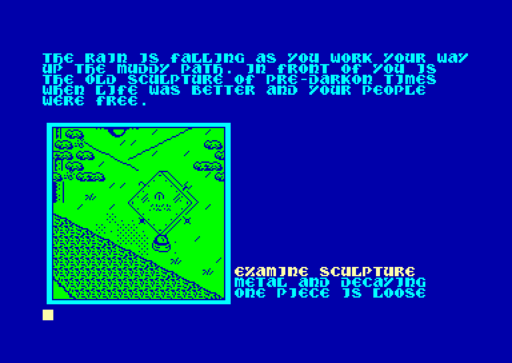 THE RAIN IS FALLING AS YOU WORK YOUR WAY
UP THE MUDDY PATH. IN FRONT OF YOU IS
THE OLD SCULPTURE OF PRE-DARKON TIMES
WHEN LIFE WAS BETTER AND YOUR PEOPLE
WERE FREE.
EXAMINE SCULPTURE
METAL AND DECAYING
ONE PIECE IS LOOSE